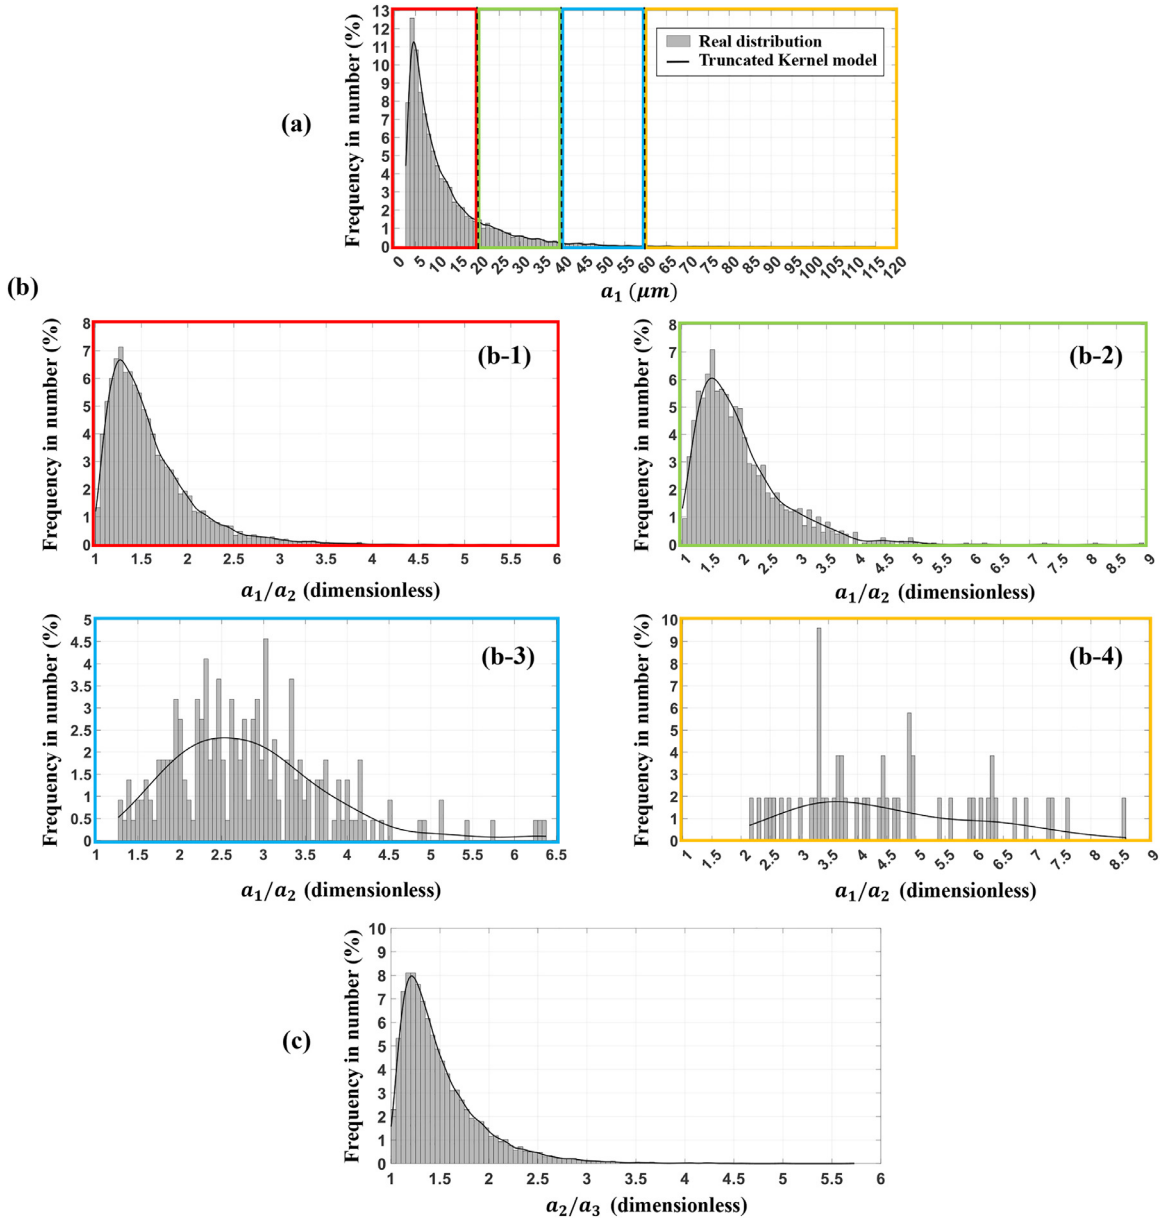 (a)
Frequency in number (%)
13
12
11
10
9
8
7
6
5
4
3
2
1
0
Real distribution
Truncated Kernel model
0 5 10 15 20 25 30 35 40 45 50 55 60 65 70 75 80 85 90 95 100 105 110 115 120
a₁ (μm)
(b)
Frequency in number (%)
8
7
6
5
4
3
2
1
0
(b-1)
1 1.5 2 2.5 3 3.5 4 4.5 5 5.5 6
a₁/a₂ (dimensionless)
Frequency in number (%)
8
7
6
5
4
3
2
1
0
(b-2)
1 1.5 2 2.5 3 3.5 4 4.5 5 5.5 6 6.5 7 7.5 8 8.5 9
a₁/a₂ (dimensionless)
Frequency in number (%)
5
4.5
4
3.5
3
2.5
2
1.5
1
0.5
0
(b-3)
1 1.5 2 2.5 3 3.5 4 4.5 5 5.5 6 6.5
a₁/a₂ (dimensionless)
Frequency in number (%)
10
9
8
7
6
5
4
3
2
1
0
(b-4)
1 1.5 2 2.5 3 3.5 4 4.5 5 5.5 6 6.5 7 7.5 8 8.5 9
a₁/a₂ (dimensionless)
(c)
Frequency in number (%)
10
9
8
7
6
5
4
3
2
1
0
1 1.5 2 2.5 3 3.5 4 4.5 5 5.5 6
a₂/a₃ (dimensionless)